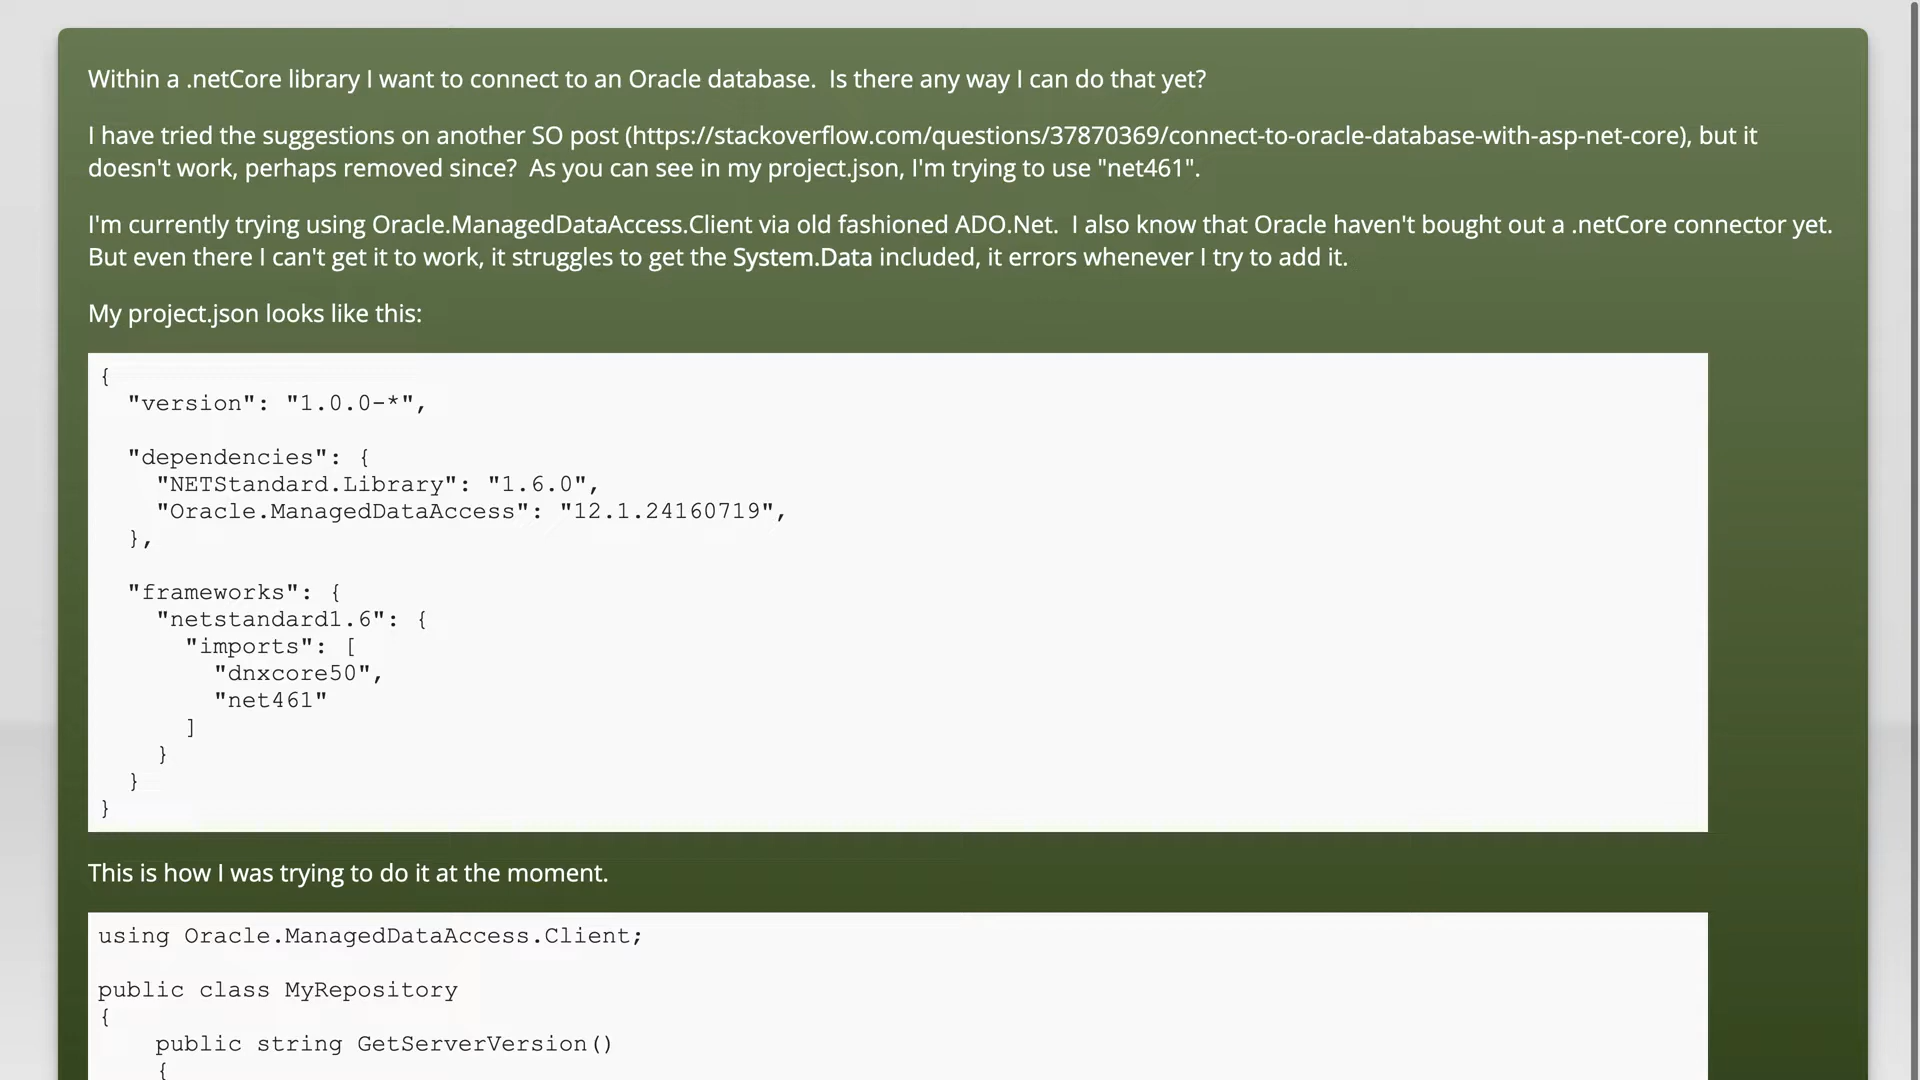 Within a .netCore library I want to connect to an Oracle database.  Is there any way I can do that yet?
I have tried the suggestions on another SO post (https://stackoverflow.com/questions/37870369/connect-to-oracle-database-with-asp-net-core), but it
doesn't work, perhaps removed since?  As you can see in my project.json, I'm trying to use "net461".
I'm currently trying using Oracle.ManagedDataAccess.Client via old fashioned ADO.Net.  I also know that Oracle haven't bought out a .netCore connector yet.
But even there I can't get it to work, it struggles to get the System.Data included, it errors whenever I try to add it.
My project.json looks like this:
{
  "version": "1.0.0-*",
  "dependencies": {
    "NETStandard.Library": "1.6.0",
    "Oracle.ManagedDataAccess": "12.1.24160719",
  },
  "frameworks": {
    "netstandard1.6": {
      "imports": [
        "dnxcore50",
        "net461"
      ]
    }
  }
}
This is how I was trying to do it at the moment.
using Oracle.ManagedDataAccess.Client;
public class MyRepository
{
    public string GetServerVersion()
    {